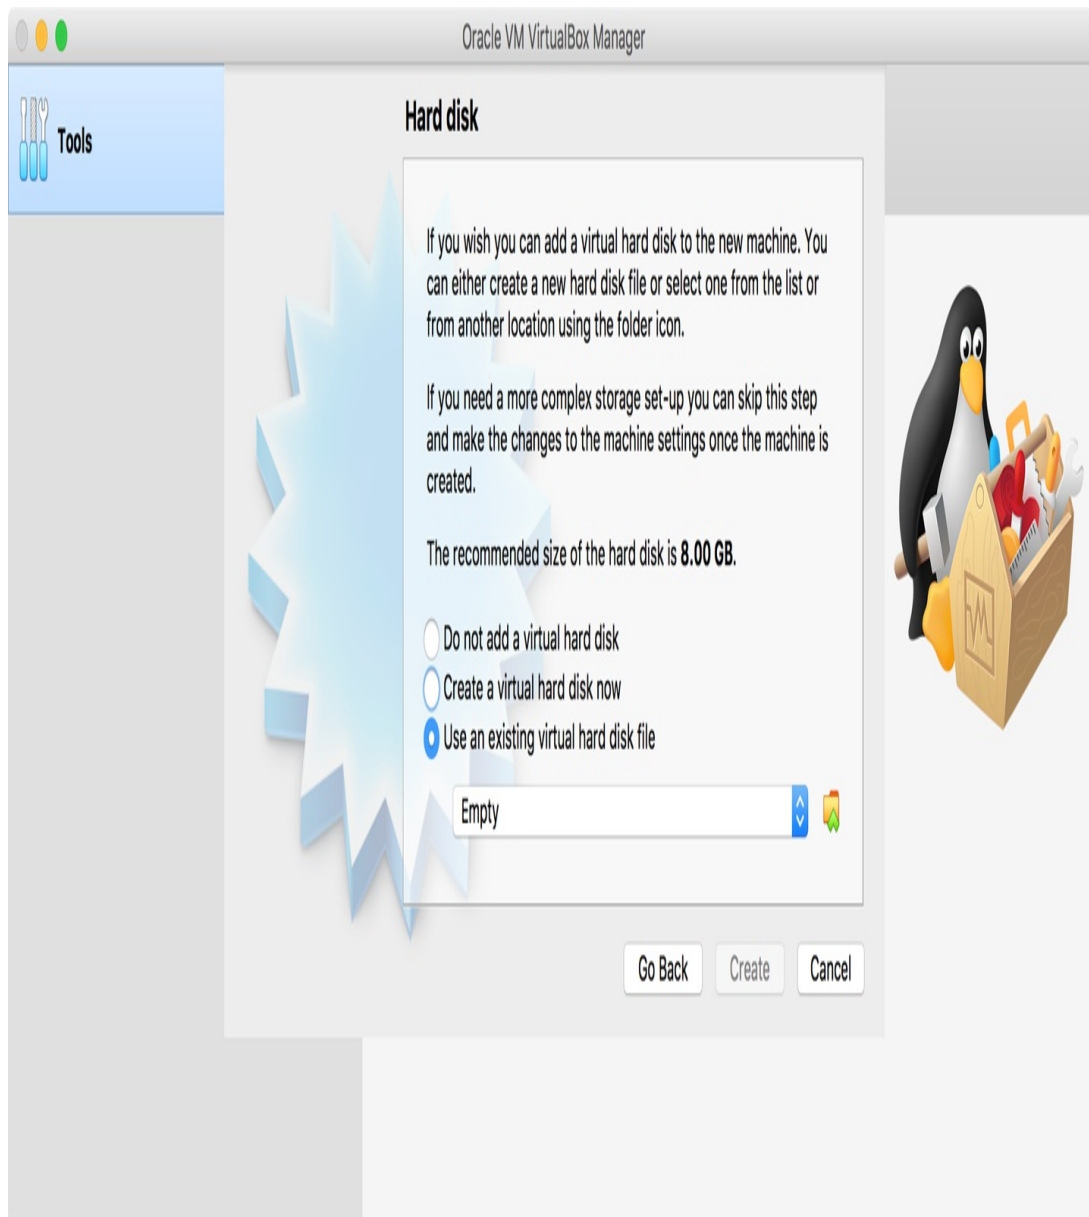 Oracle VM VirtualBox Manager
Tools
Hard disk
If you wish you can add a virtual hard disk to the new machine. You
can either create a new hard disk file or select one from the list or
from another location using the folder icon.
If you need a more complex storage set-up you can skip this step
and make the changes to the machine settings once the machine is
created.
The recommended size of the hard disk is 8.00 GB.
Do not add a virtual hard disk
Create a virtual hard disk now
Use an existing virtual hard disk file
Empty
Go Back
Create
Cancel